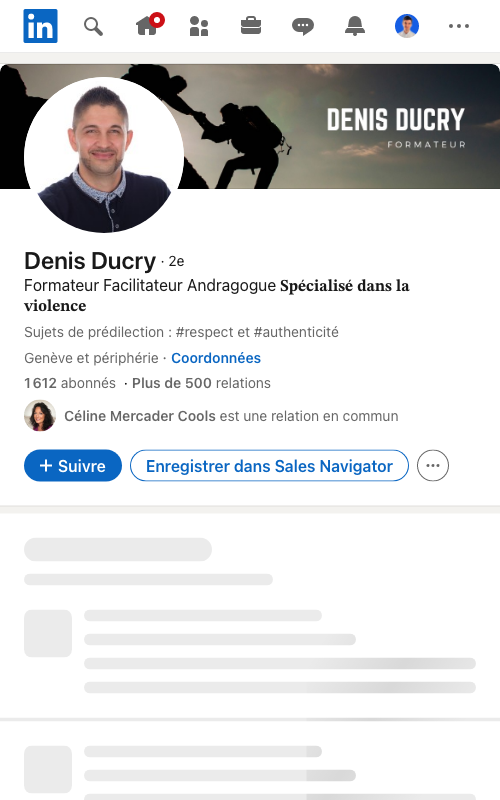 in
DENIS DUCRY
FORMATEUR
Denis Ducry · 2e
Formateur Facilitateur Andragogue Spécialisé dans la
violence
Sujets de prédilection : #respect et #authenticité
Genève et périphérie · Coordonnées
1 612 abonnés · Plus de 500 relations
Céline Mercader Cools est une relation en commun
+ Suivre
Enregistrer dans Sales Navigator